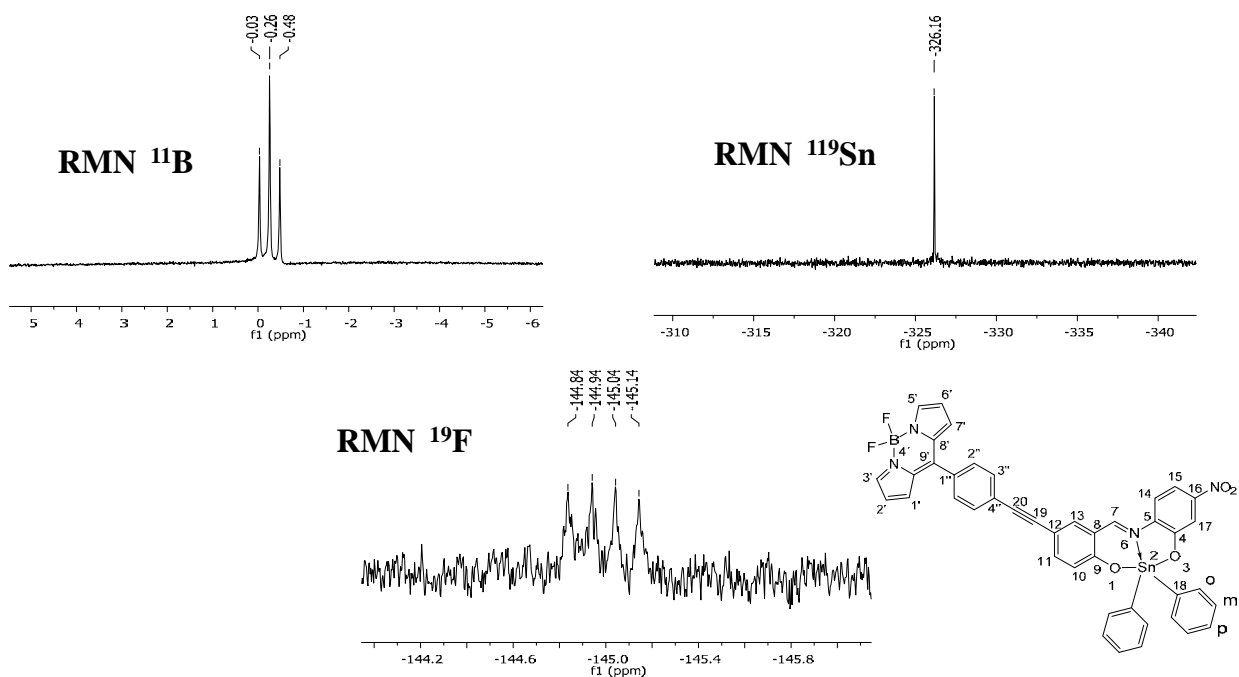 -0.03
-0.26
-0.48
RMN ¹¹B
5 4 3 2 1 0 -1 -2 -3 -4 -5 -6
f1 (ppm)
-326.16
RMN ¹¹⁹Sn
-310 -315 -320 -325 -330 -335 -340
f1 (ppm)
-144.84
-144.94
-145.04
-145.14
RMN ¹⁹F
-144.2 -144.6 -145.0 -145.4 -145.8
f1 (ppm)
5' 6'
F N 7'
F B 8'
4' 9' 2"
N 3"
3' 1"
2' 1' 4" 20
19
12 13 8 7
11 10 9
O 1
6 N
5 14 15 16 NO₂
17 4
O 3
2 Sn
18 o
m
p